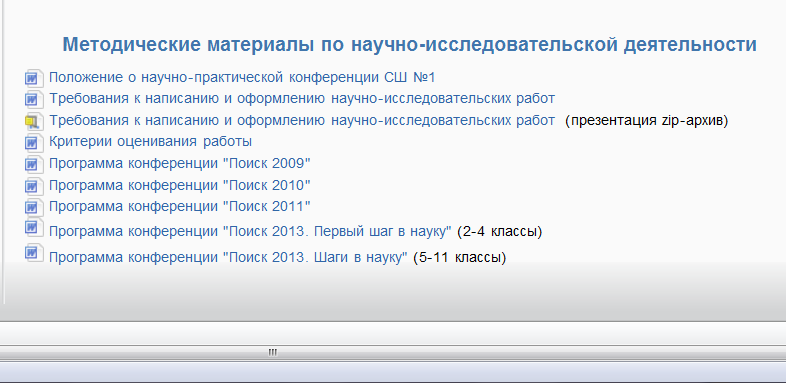 Методические материалы по научно-исследовательской деятельности
Положение о научно-практической конференции СШ №1
Требования к написанию и оформлению научно-исследовательских работ
Требования к написанию и оформлению научно-исследовательских работ (презентация zip-архив)
Критерии оценивания работы
Программа конференции "Поиск 2009"
Программа конференции "Поиск 2010"
Программа конференции "Поиск 2011"
Программа конференции "Поиск 2013. Первый шаг в науку" (2-4 классы)
Программа конференции "Поиск 2013. Шаги в науку" (5-11 классы)